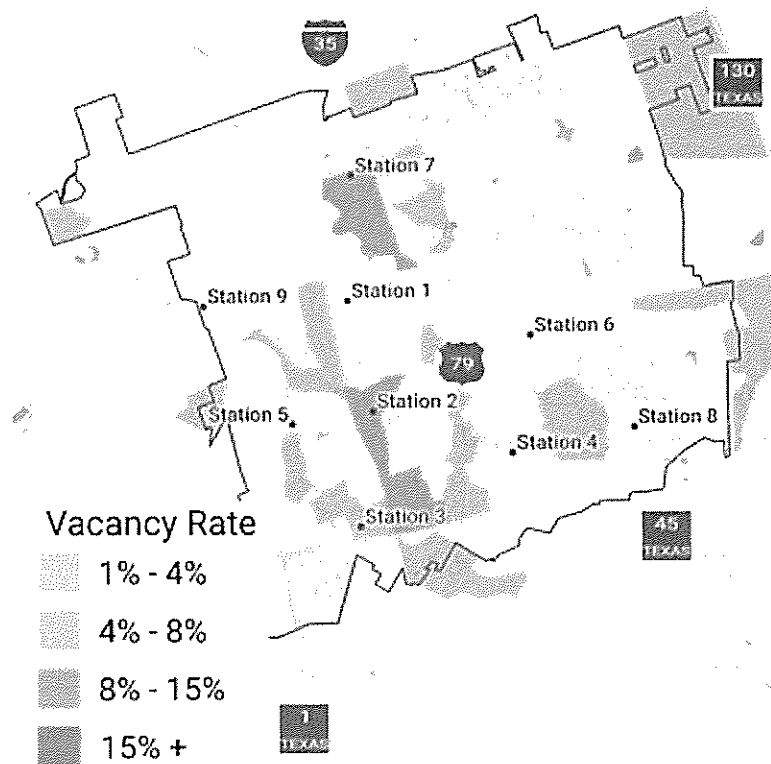 35
130
TEXAS
Station 7
Station 9
Station 1
Station 6
79
Station 2
Station 5
Station 8
Station 4
Station 3
Vacancy Rate
45
TEXAS
1% - 4%
4% - 8%
8% - 15%
1
TEXAS
15% +